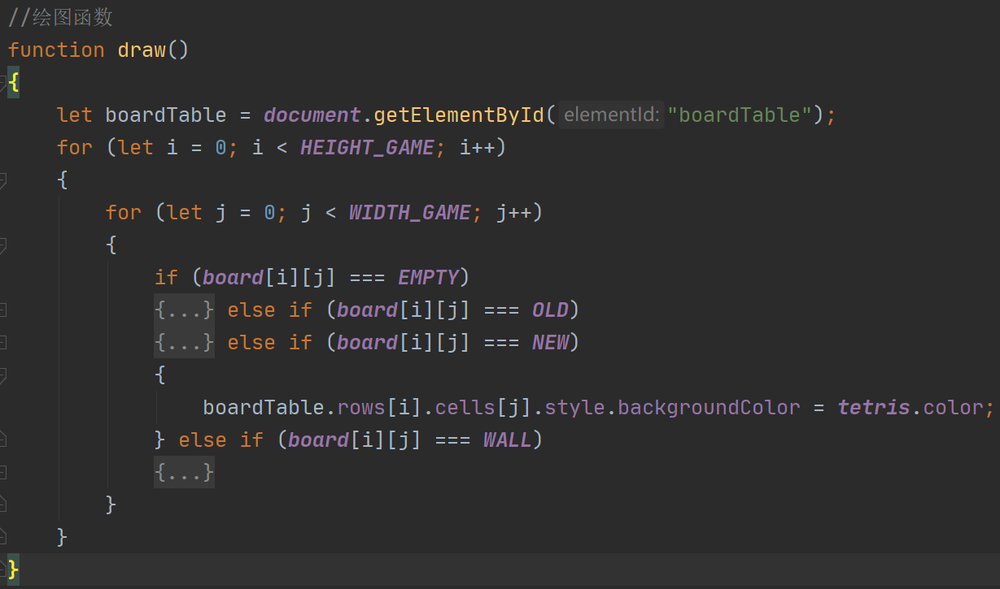 //绘图函数
function draw()
{
    let boardTable = document.getElementById( elementId: "boardTable");
    for (let i = 0; i < HEIGHT_GAME; i++)
    {
        for (let j = 0; j < WIDTH_GAME; j++)
        {
            if (board[i][j] === EMPTY)
            {...} else if (board[i][j] === OLD)
            {...} else if (board[i][j] === NEW)
            {
                boardTable.rows[i].cells[j].style.backgroundColor = tetris.color;
            } else if (board[i][j] === WALL)
            {...}
        }
    }
}